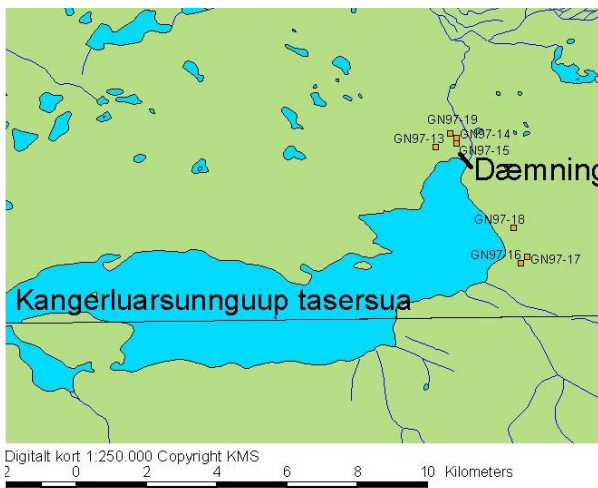 GN97-19
GN97-14
GN97-13
GN97-15
Dæmning
GN97-18
GN97-16 GN97-17
Kangerluarsunnguup tasersua
Digitalt kort 1:250.000 Copyright KMS
2 0 2 4 6 8 10 Kilometers